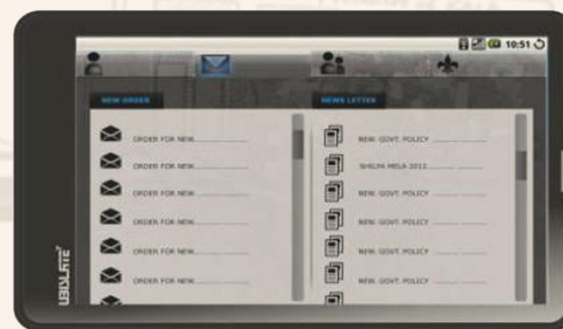 10:51
NEW ORDER
NEWS LETTER
ORDER FOR NEW....................
NEW. GOVT. POLICY .......... ..........
ORDER FOR NEW....................
SHILPA MELA 2012.......... ..........
ORDER FOR NEW....................
NEW. GOVT. POLICY .......... ..........
ORDER FOR NEW....................
NEW. GOVT. POLICY .......... ..........
ORDER FOR NEW....................
NEW. GOVT. POLICY .......... ..........
ORDER FOR NEW....................
NEW. GOVT. POLICY .......... ..........
UBISLATE7